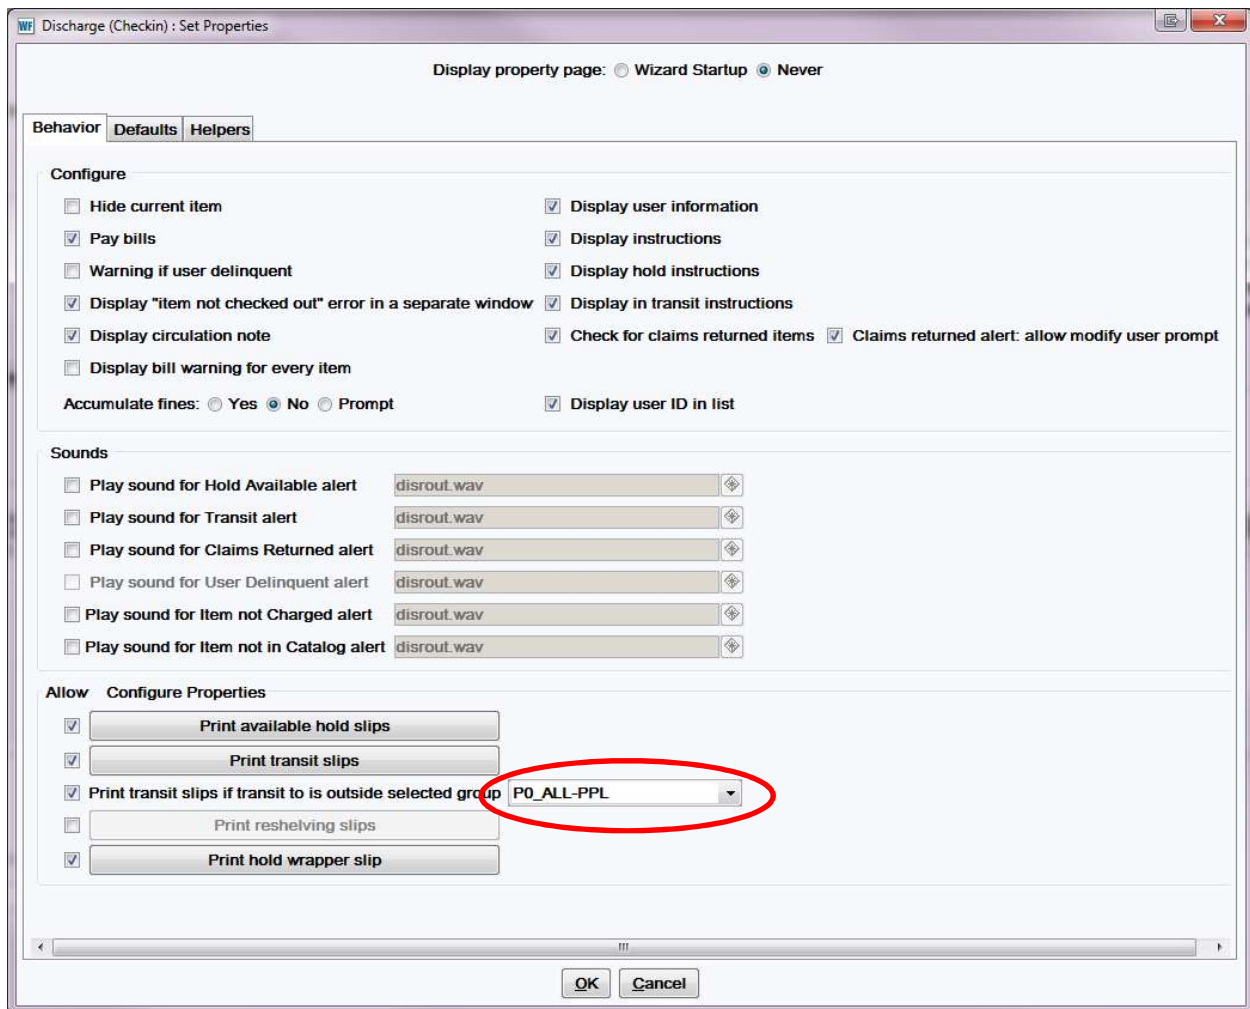 WF Discharge (Checkin) : Set Properties
Display property page: Wizard Startup Never
Behavior Defaults Helpers
Configure
Hide current item Display user information
Pay bills Display instructions
Warning if user delinquent Display hold instructions
Display "item not checked out" error in a separate window Display in transit instructions
Display circulation note Check for claims returned items Claims returned alert: allow modify user prompt
Display bill warning for every item
Accumulate fines: Yes No Prompt Display user ID in list
Sounds
Play sound for Hold Available alert disrout.wav
Play sound for Transit alert disrout.wav
Play sound for Claims Returned alert disrout.wav
Play sound for User Delinquent alert disrout.wav
Play sound for Item not Charged alert disrout.wav
Play sound for Item not in Catalog alert disrout.wav
Allow Configure Properties
Print available hold slips
Print transit slips
Print transit slips if transit to is outside selected group P0_ALL-PPL
Print reshelving slips
Print hold wrapper slip
OK Cancel